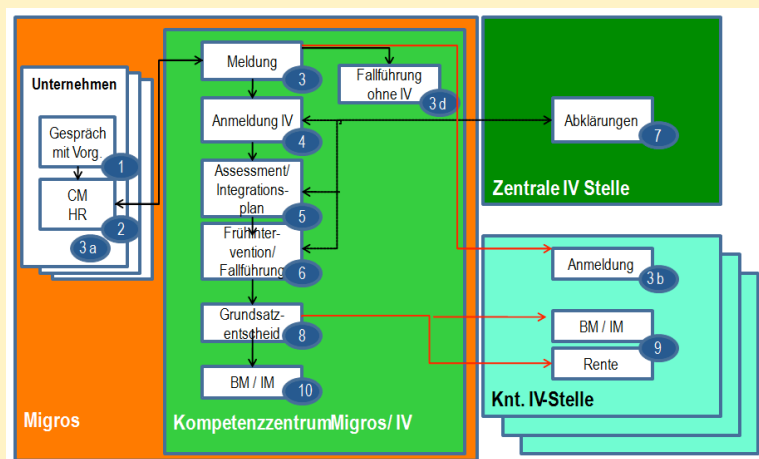 Unternehmen
Gespräch
mit Vorg.
1
CM
HR
2
3 a
Migros
Meldung
3
Fallführung
ohne IV
3 d
Anmeldung IV
4
Assessment/
Integrations-
plan
5
Frühinter-
vention/
Fallführung
6
Grundsatz-
entscheid
8
BM / IM
10
KompetenzzentrumMigros/ IV
Abklärungen
7
Zentrale IV Stelle
Anmeldung
3 b
BM / IM
9
Rente
Knt. IV-Stelle